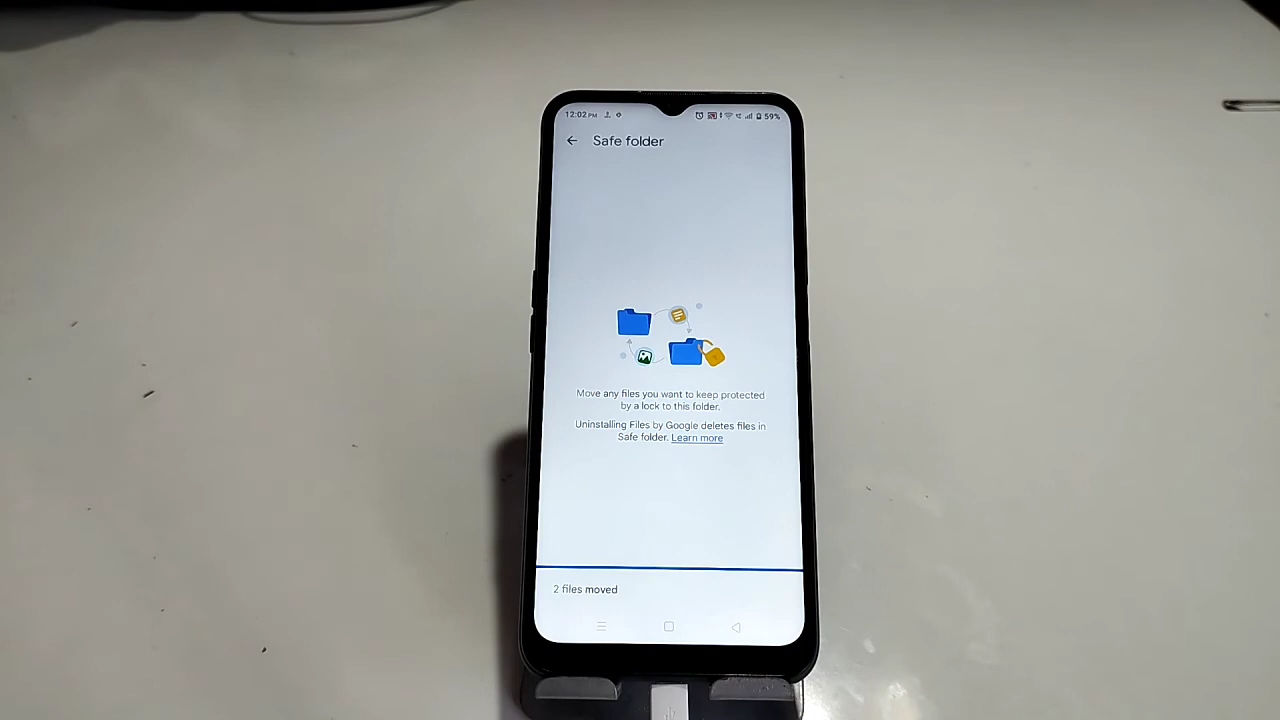 12:02 PM 59%
Safe folder
Move any files you want to keep protected
by a lock to this folder.
Uninstalling Files by Google deletes files in
Safe folder. Learn more
2 files moved